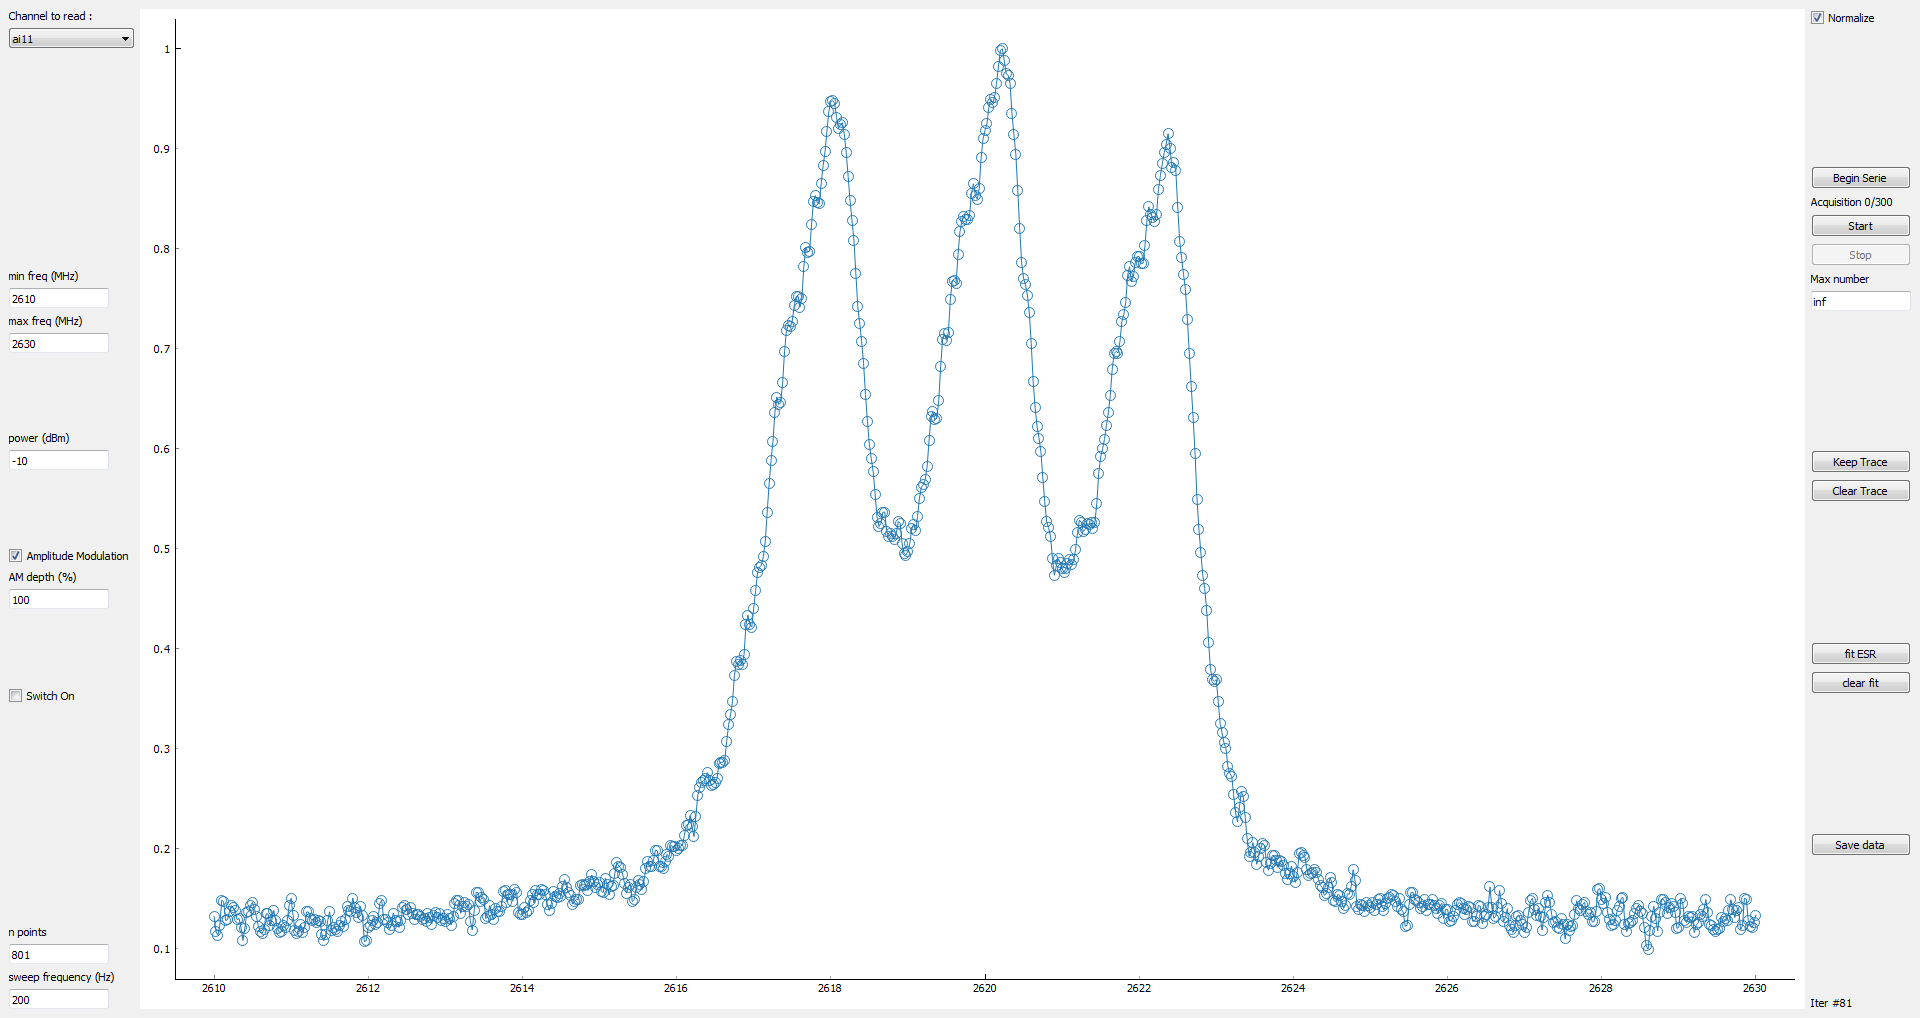 Channel to read :
ai11
min freq (MHz)
2610
max freq (MHz)
2630
power (dBm)
-10
Amplitude Modulation
AM depth (%)
100
Switch On
n points
801
sweep frequency (Hz)
200
1
0.9
0.8
0.7
0.6
0.5
0.4
0.3
0.2
0.1
2610 2612 2614 2616 2618 2620 2622 2624 2626 2628 2630
Normalize
Begin Serie
Acquisition 0/300
Start
Stop
Max number
inf
Keep Trace
Clear Trace
fit ESR
clear fit
Save data
Iter #81